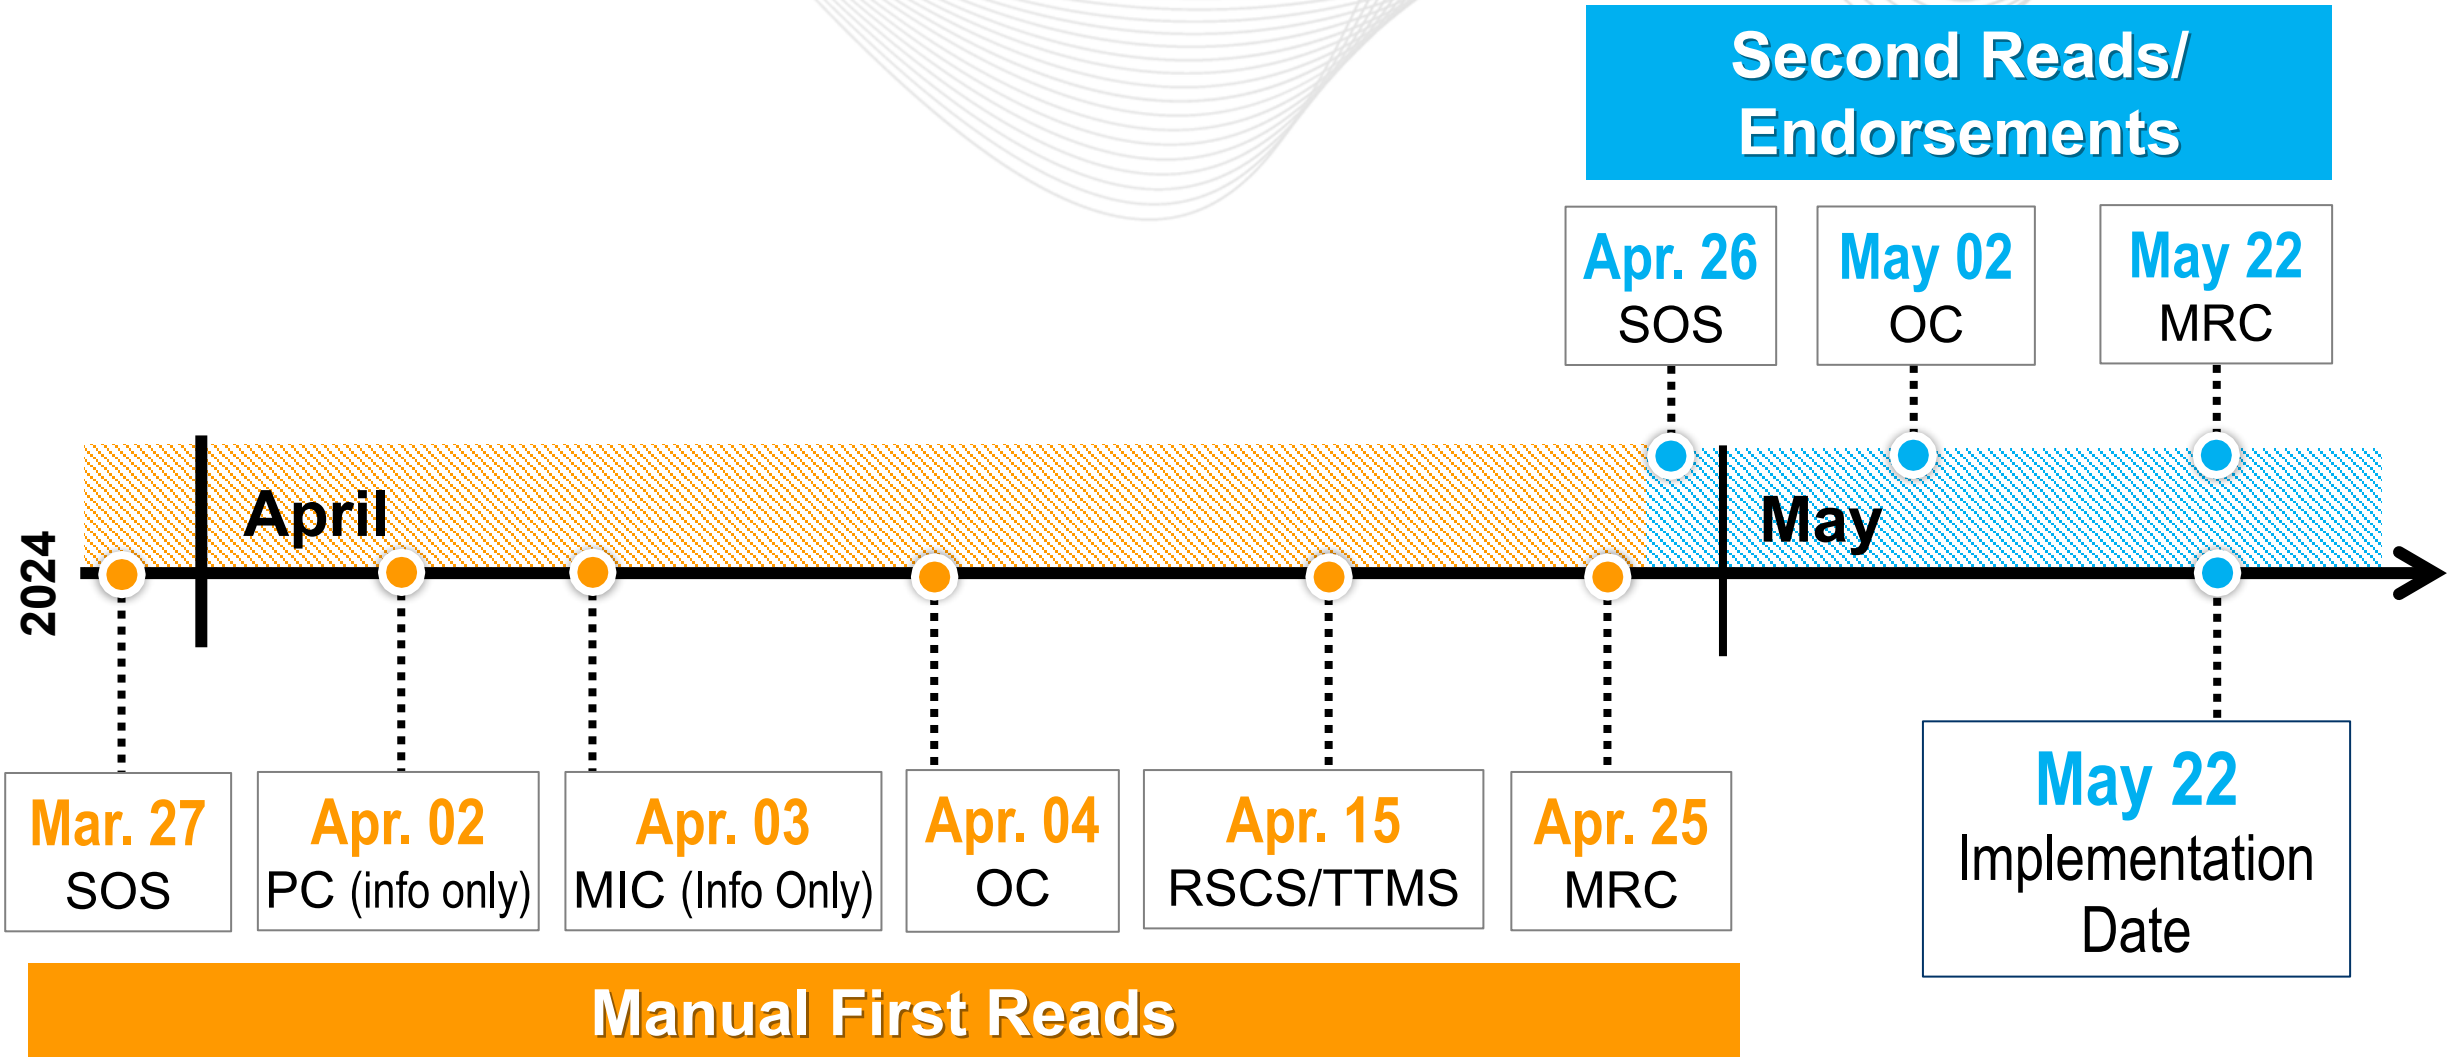 Second Reads/
Endorsements
Apr. 26
SOS
May 02
OC
May 22
MRC
2024
April
May
Mar. 27
SOS
Apr. 02
PC (info only)
Apr. 03
MIC (Info Only)
Apr. 04
OC
Apr. 15
RSCS/TTMS
Apr. 25
MRC
May 22
Implementation
Date
Manual First Reads